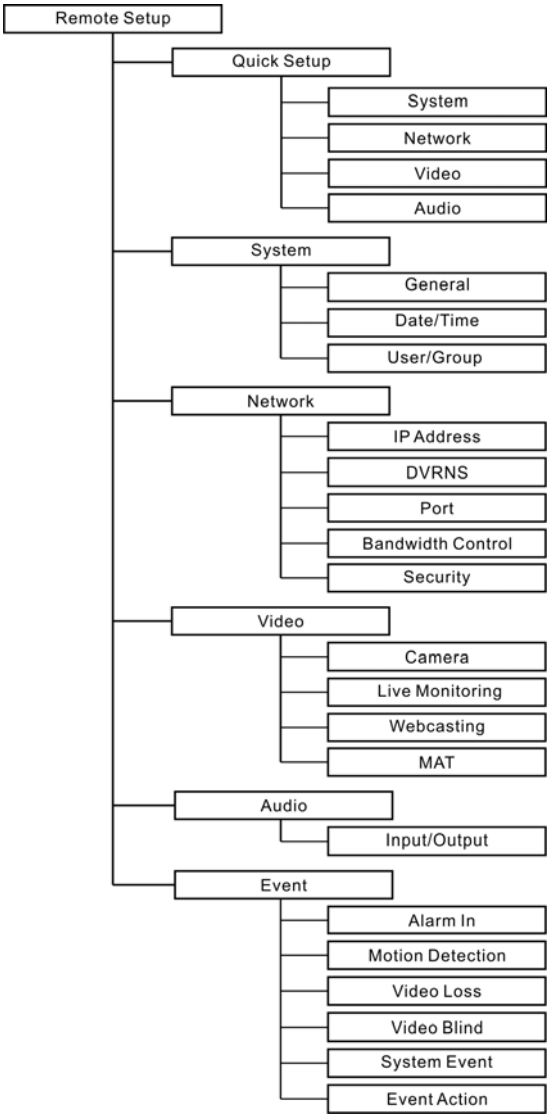 Remote Setup
Quick Setup
System
Network
Video
Audio
System
General
Date/Time
User/Group
Network
IP Address
DVRNS
Port
Bandwidth Control
Security
Video
Camera
Live Monitoring
Webcasting
MAT
Audio
Input/Output
Event
Alarm In
Motion Detection
Video Loss
Video Blind
System Event
Event Action